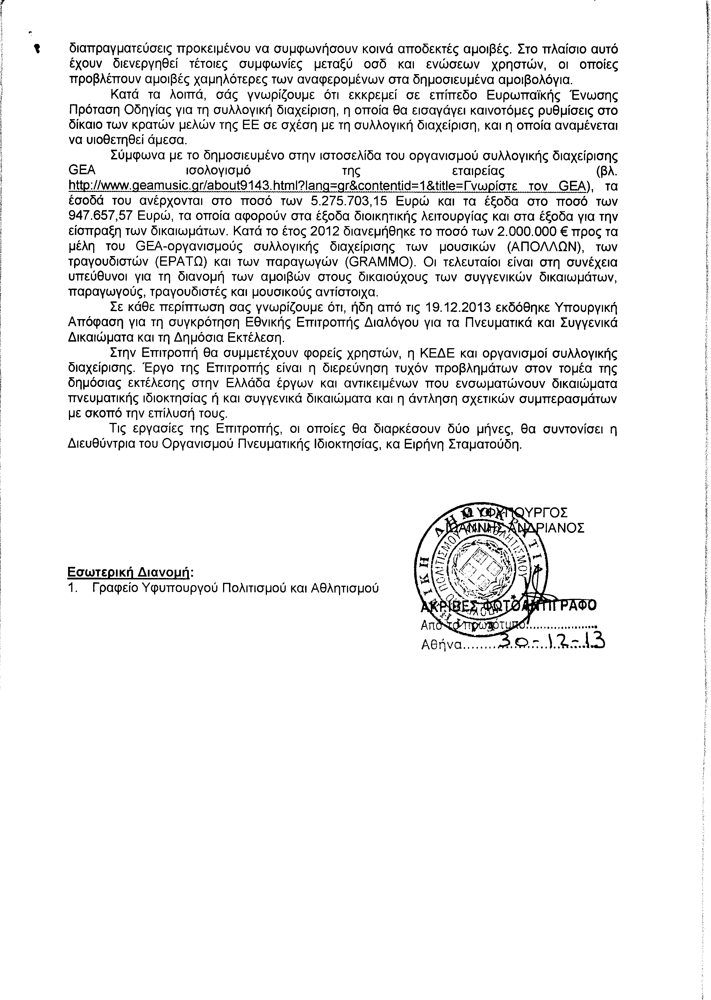 διαπραγματεύσεις προκειμένου να συμφωνήσουν κοινά αποδεκτές αμοιβές. Στο πλαίσιο αυτό
έχουν διενεργηθεί τέτοιες συμφωνίες μεταξύ οσδ και ενώσεων χρηστών, οι οποίες
προβλέπουν αμοιβές χαμηλότερες των αναφερομένων στα δημοσιευμένα αμοιβολόγια.
Κατά τα λοιπά, σάς γνωρίζουμε ότι εκκρεμεί σε επίπεδο Ευρωπαϊκής Ένωσης
Πρόταση Οδηγίας για τη συλλογική διαχείριση, η οποία θα εισαγάγει καινοτόμες ρυθμίσεις στο
δίκαιο των κρατών μελών της ΕΕ σε σχέση με τη συλλογική διαχείριση, και η οποία αναμένεται
να υιοθετηθεί άμεσα.
Σύμφωνα με το δημοσιευμένο στην ιστοσελίδα του οργανισμού συλλογικής διαχείρισης
GEA ισολογισμό της εταιρείας (βλ.
http://www.geamusic.gr/about9143.html?lang=gr&contentid=1&title=Γνωρίστε τον GEA), τα
έσοδά του ανέρχονται στο ποσό των 5.275.703,15 Ευρώ και τα έξοδα στο ποσό των
947.657,57 Ευρώ, τα οποία αφορούν στα έξοδα διοικητικής λειτουργίας και στα έξοδα για την
είσπραξη των δικαιωμάτων. Κατά το έτος 2012 διανεμήθηκε το ποσό των 2.000.000 € προς τα
μέλη του GEA-οργανισμούς συλλογικής διαχείρισης των μουσικών (ΑΠΟΛΛΩΝ), των
τραγουδιστών (ΕΡΑΤΩ) και των παραγωγών (GRAMMO). Οι τελευταίοι είναι στη συνέχεια
υπεύθυνοι για τη διανομή των αμοιβών στους δικαιούχους των συγγενικών δικαιωμάτων,
παραγωγούς, τραγουδιστές και μουσικούς αντίστοιχα.
Σε κάθε περίπτωση σας γνωρίζουμε ότι, ήδη από τις 19.12.2013 εκδόθηκε Υπουργική
Απόφαση για τη συγκρότηση Εθνικής Επιτροπής Διαλόγου για τα Πνευματικά και Συγγενικά
Δικαιώματα και τη Δημόσια Εκτέλεση.
Στην Επιτροπή θα συμμετέχουν φορείς χρηστών, η ΚΕΔΕ και οργανισμοί συλλογικής
διαχείρισης. Έργο της Επιτροπής είναι η διερεύνηση τυχόν προβλημάτων στον τομέα της
δημόσιας εκτέλεσης στην Ελλάδα έργων και αντικειμένων που ενσωματώνουν δικαιώματα
πνευματικής ιδιοκτησίας ή και συγγενικά δικαιώματα και η άντληση σχετικών συμπερασμάτων
με σκοπό την επίλυσή τους.
Τις εργασίες της Επιτροπής, οι οποίες θα διαρκέσουν δύο μήνες, θα συντονίσει η
Διευθύντρια του Οργανισμού Πνευματικής Ιδιοκτησίας, κα Ειρήνη Σταματούδη.
Ο ΥΦΥΠΟΥΡΓΟΣ
ΙΩΑΝΝΗΣ ΑΝΔΡΙΑΝΟΣ
ΕΛΛΗΝΙΚΗ ΔΗΜΟΚΡΑΤΙΑ
ΠΟΛΙΤΙΣΜΟΥ ΚΑΙ ΑΘΛΗΤΙΣΜΟΥ
Εσωτερική Διανομή:
1. Γραφείο Υφυπουργού Πολιτισμού και Αθλητισμού
ΑΚΡΙΒΕΣ ΦΩΤΟΑΝΤΙΓΡΑΦΟ
Από το πρωτότυπο......................
Αθήνα.........30-12-13